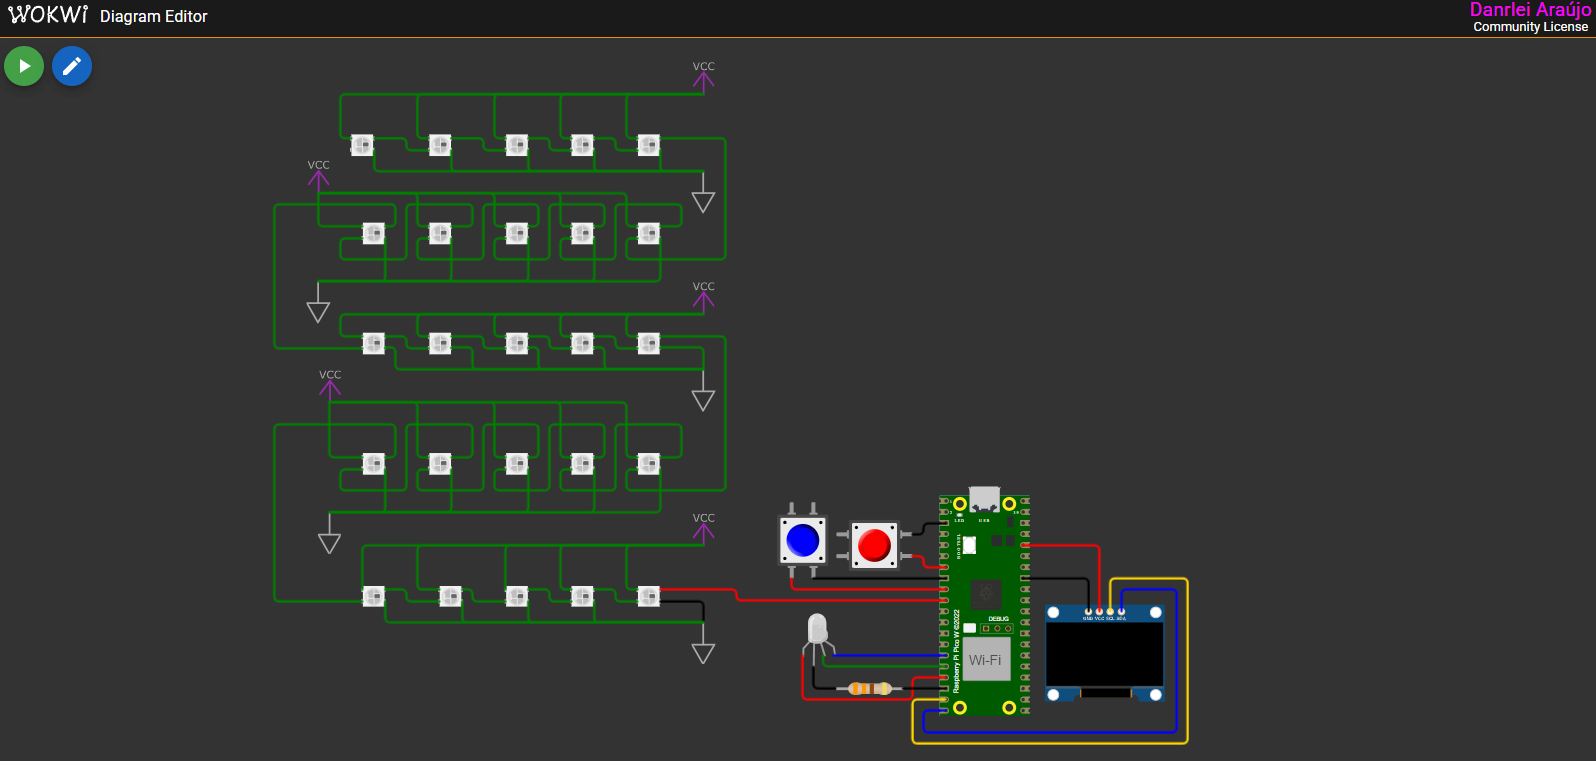 WOKWi Diagram Editor
Danrlei Araújo
Community License
VCC
VCC
VCC
VCC
VCC
LED
USB
BOOTSEL
DEBUG
Raspberry Pi Pico W ©2022
Wi-Fi
GND VCC SCL SDA